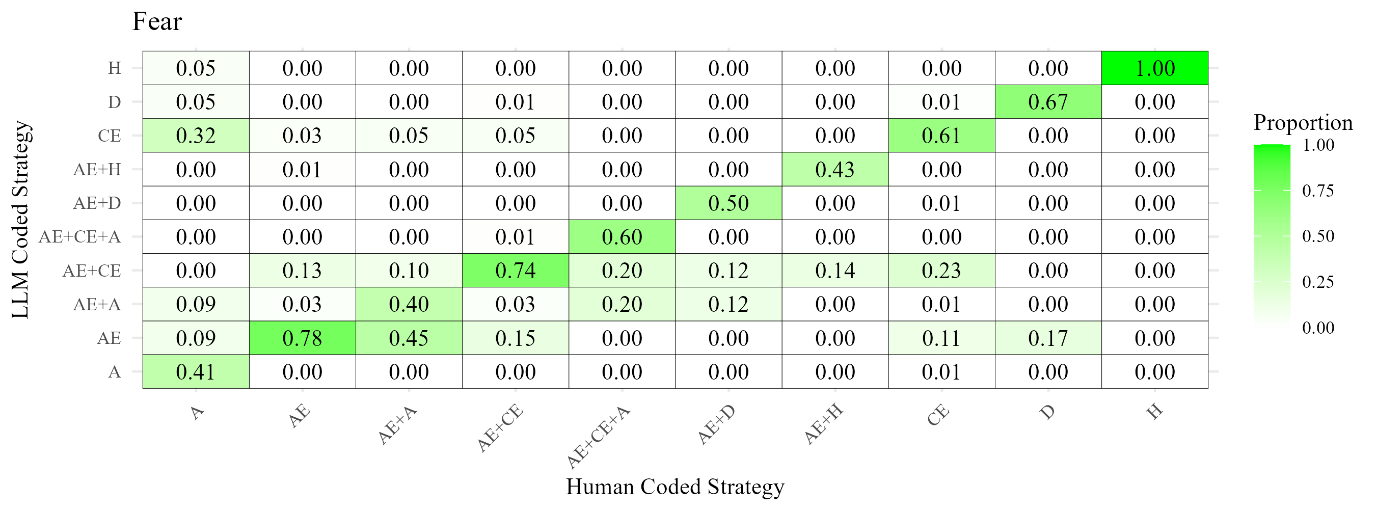 Fear
LLM Coded Strategy
H 0.05 0.00 0.00 0.00 0.00 0.00 0.00 0.00 0.00 1.00
D 0.05 0.00 0.00 0.01 0.00 0.00 0.00 0.01 0.67 0.00
CE 0.32 0.03 0.05 0.05 0.00 0.00 0.00 0.61 0.00 0.00
AE+H 0.00 0.01 0.00 0.00 0.00 0.00 0.43 0.00 0.00 0.00
AE+D 0.00 0.00 0.00 0.00 0.00 0.50 0.00 0.01 0.00 0.00
AE+CE+A 0.00 0.00 0.00 0.01 0.60 0.00 0.00 0.00 0.00 0.00
AE+CE 0.00 0.13 0.10 0.74 0.20 0.12 0.14 0.23 0.00 0.00
AE+A 0.09 0.03 0.40 0.03 0.20 0.12 0.00 0.01 0.00 0.00
AE 0.09 0.78 0.45 0.15 0.00 0.00 0.00 0.11 0.17 0.00
A 0.41 0.00 0.00 0.00 0.00 0.00 0.00 0.01 0.00 0.00
A AE AE+A AE+CE AE+CE+A AE+D AE+H CE D H
Human Coded Strategy
Proportion
1.00
0.75
0.50
0.25
0.00